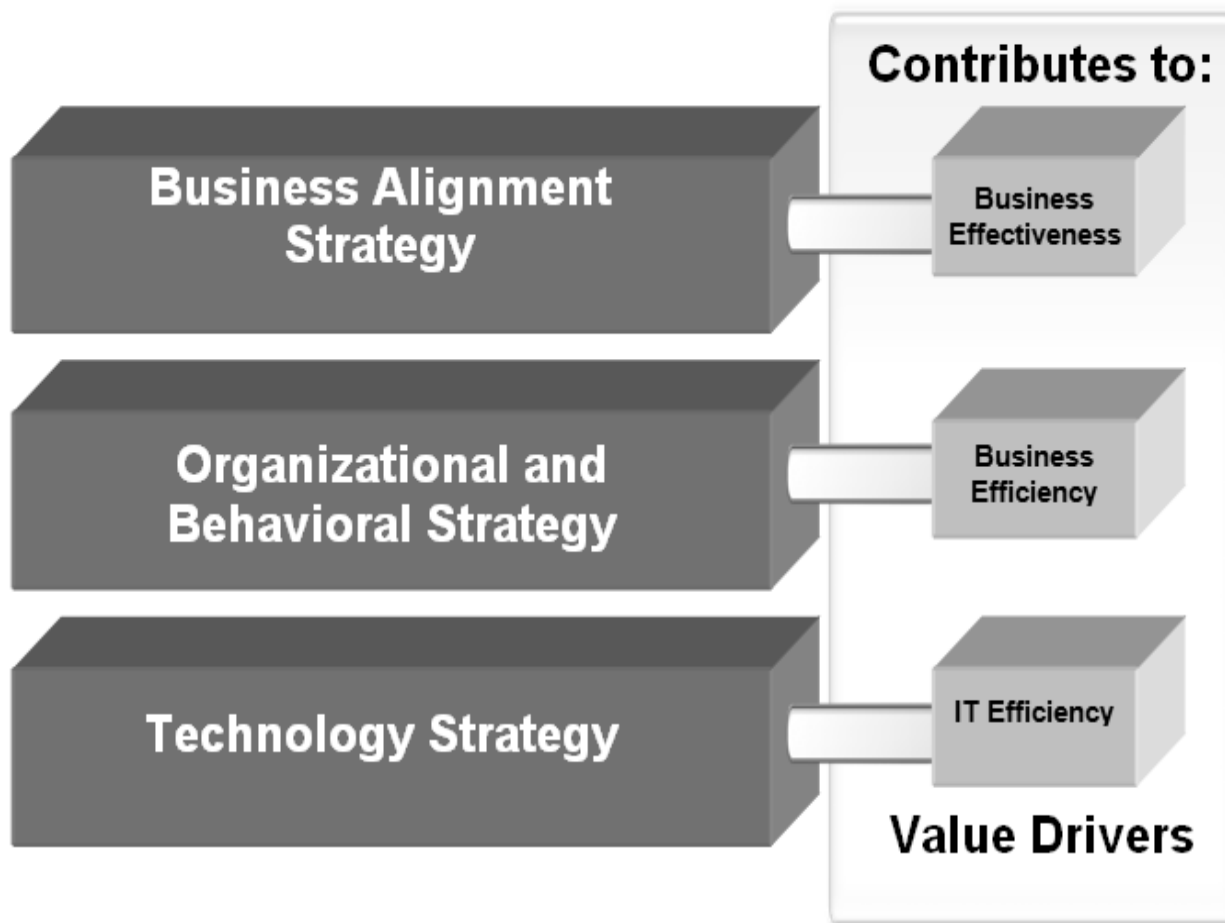 Contributes to:
Business Alignment
Strategy
Business
Effectiveness
Organizational and
Behavioral Strategy
Business
Efficiency
Technology Strategy
IT Efficiency
Value Drivers